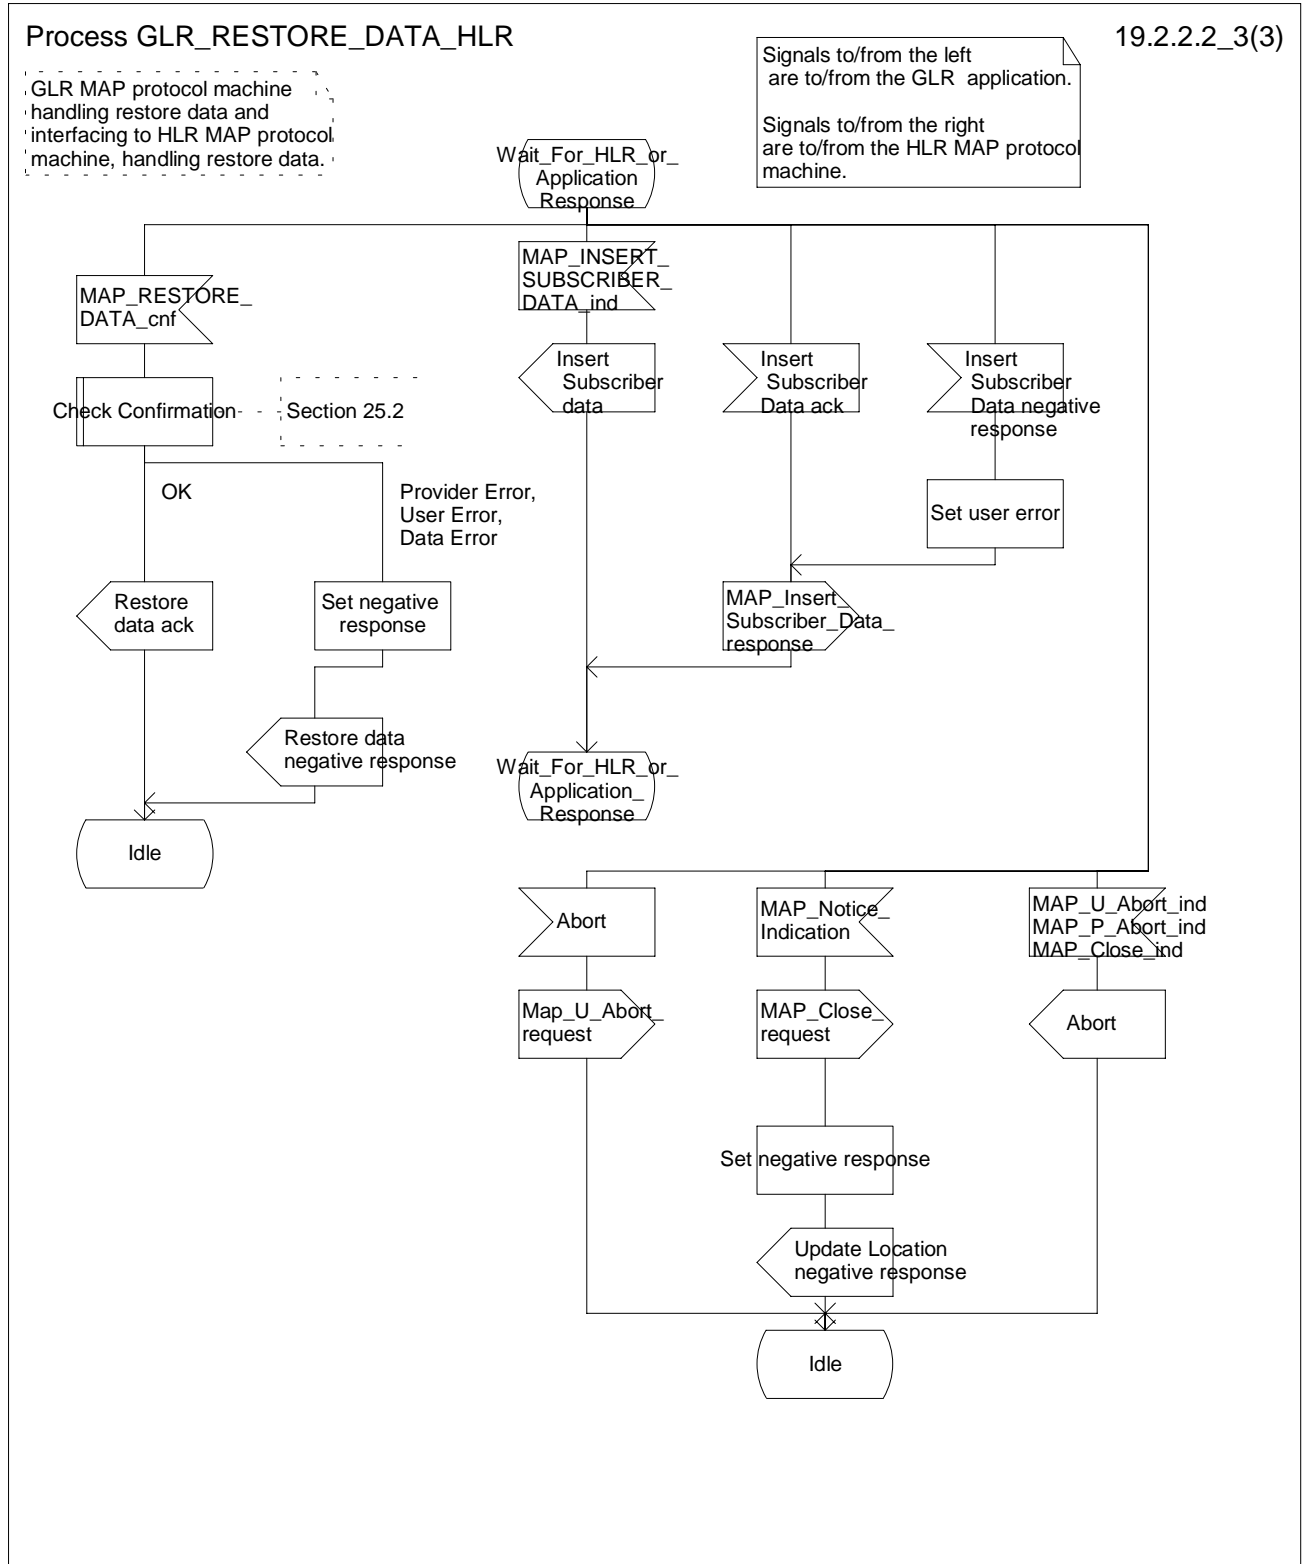 Process GLR_RESTORE_DATA_HLR
19.2.2.2_3(3)
GLR MAP protocol machine
handling restore data and
interfacing to HLR MAP protocol
machine, handling restore data.
Signals to/from the left
are to/from the GLR application.
Signals to/from the right
are to/from the HLR MAP protocol
machine.
Wait_For_HLR_or_
Application
Response
MAP_RESTORE_
DATA_cnf
MAP_INSERT_
SUBSCRIBER_
DATA_ind
Insert
Subscriber
data
Insert
Subscriber
Data ack
Insert
Subscriber
Data negative
response
Check Confirmation
Section 25.2
OK
Provider Error,
User Error,
Data Error
Set user error
Restore
data ack
Set negative
response
MAP_Insert_
Subscriber_Data_
response
Restore data
negative response
Wait_For_HLR_or_
Application_
Response
Idle
Abort
MAP_Notice_
Indication
MAP_U_Abort_ind
MAP_P_Abort_ind
MAP_Close_ind
Map_U_Abort_
request
MAP_Close_
request
Abort
Set negative response
Update Location
negative response
Idle